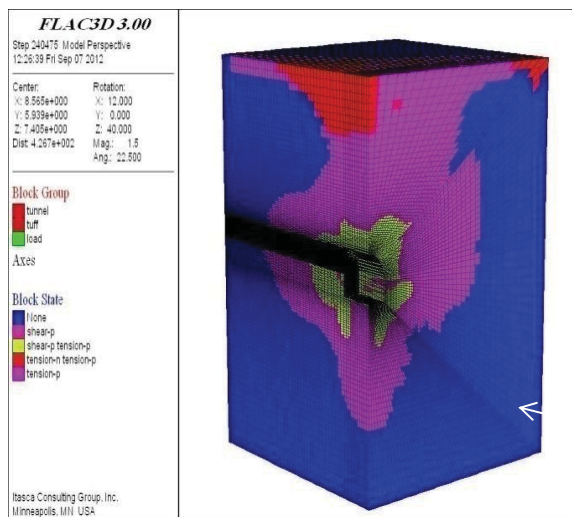 FLAC3D 3.00
Step 240475 Model Perspective
12:26:39 Fri Sep 07 2012
Center: Rotation:
X: 8.565e+000 X: 12.000
Y: 5.939e+000 Y: 0.000
Z: 7.405e+000 Z: 40.000
Dist: 4.267e+002 Mag.: 1.5
Ang.: 22.500
Block Group
tunnel
tuff
load
Axes
Block State
None
shear-p
shear-p tension-p
tension-n tension-p
tension-p
Itasca Consulting Group, Inc.
Minneapolis, MN USA